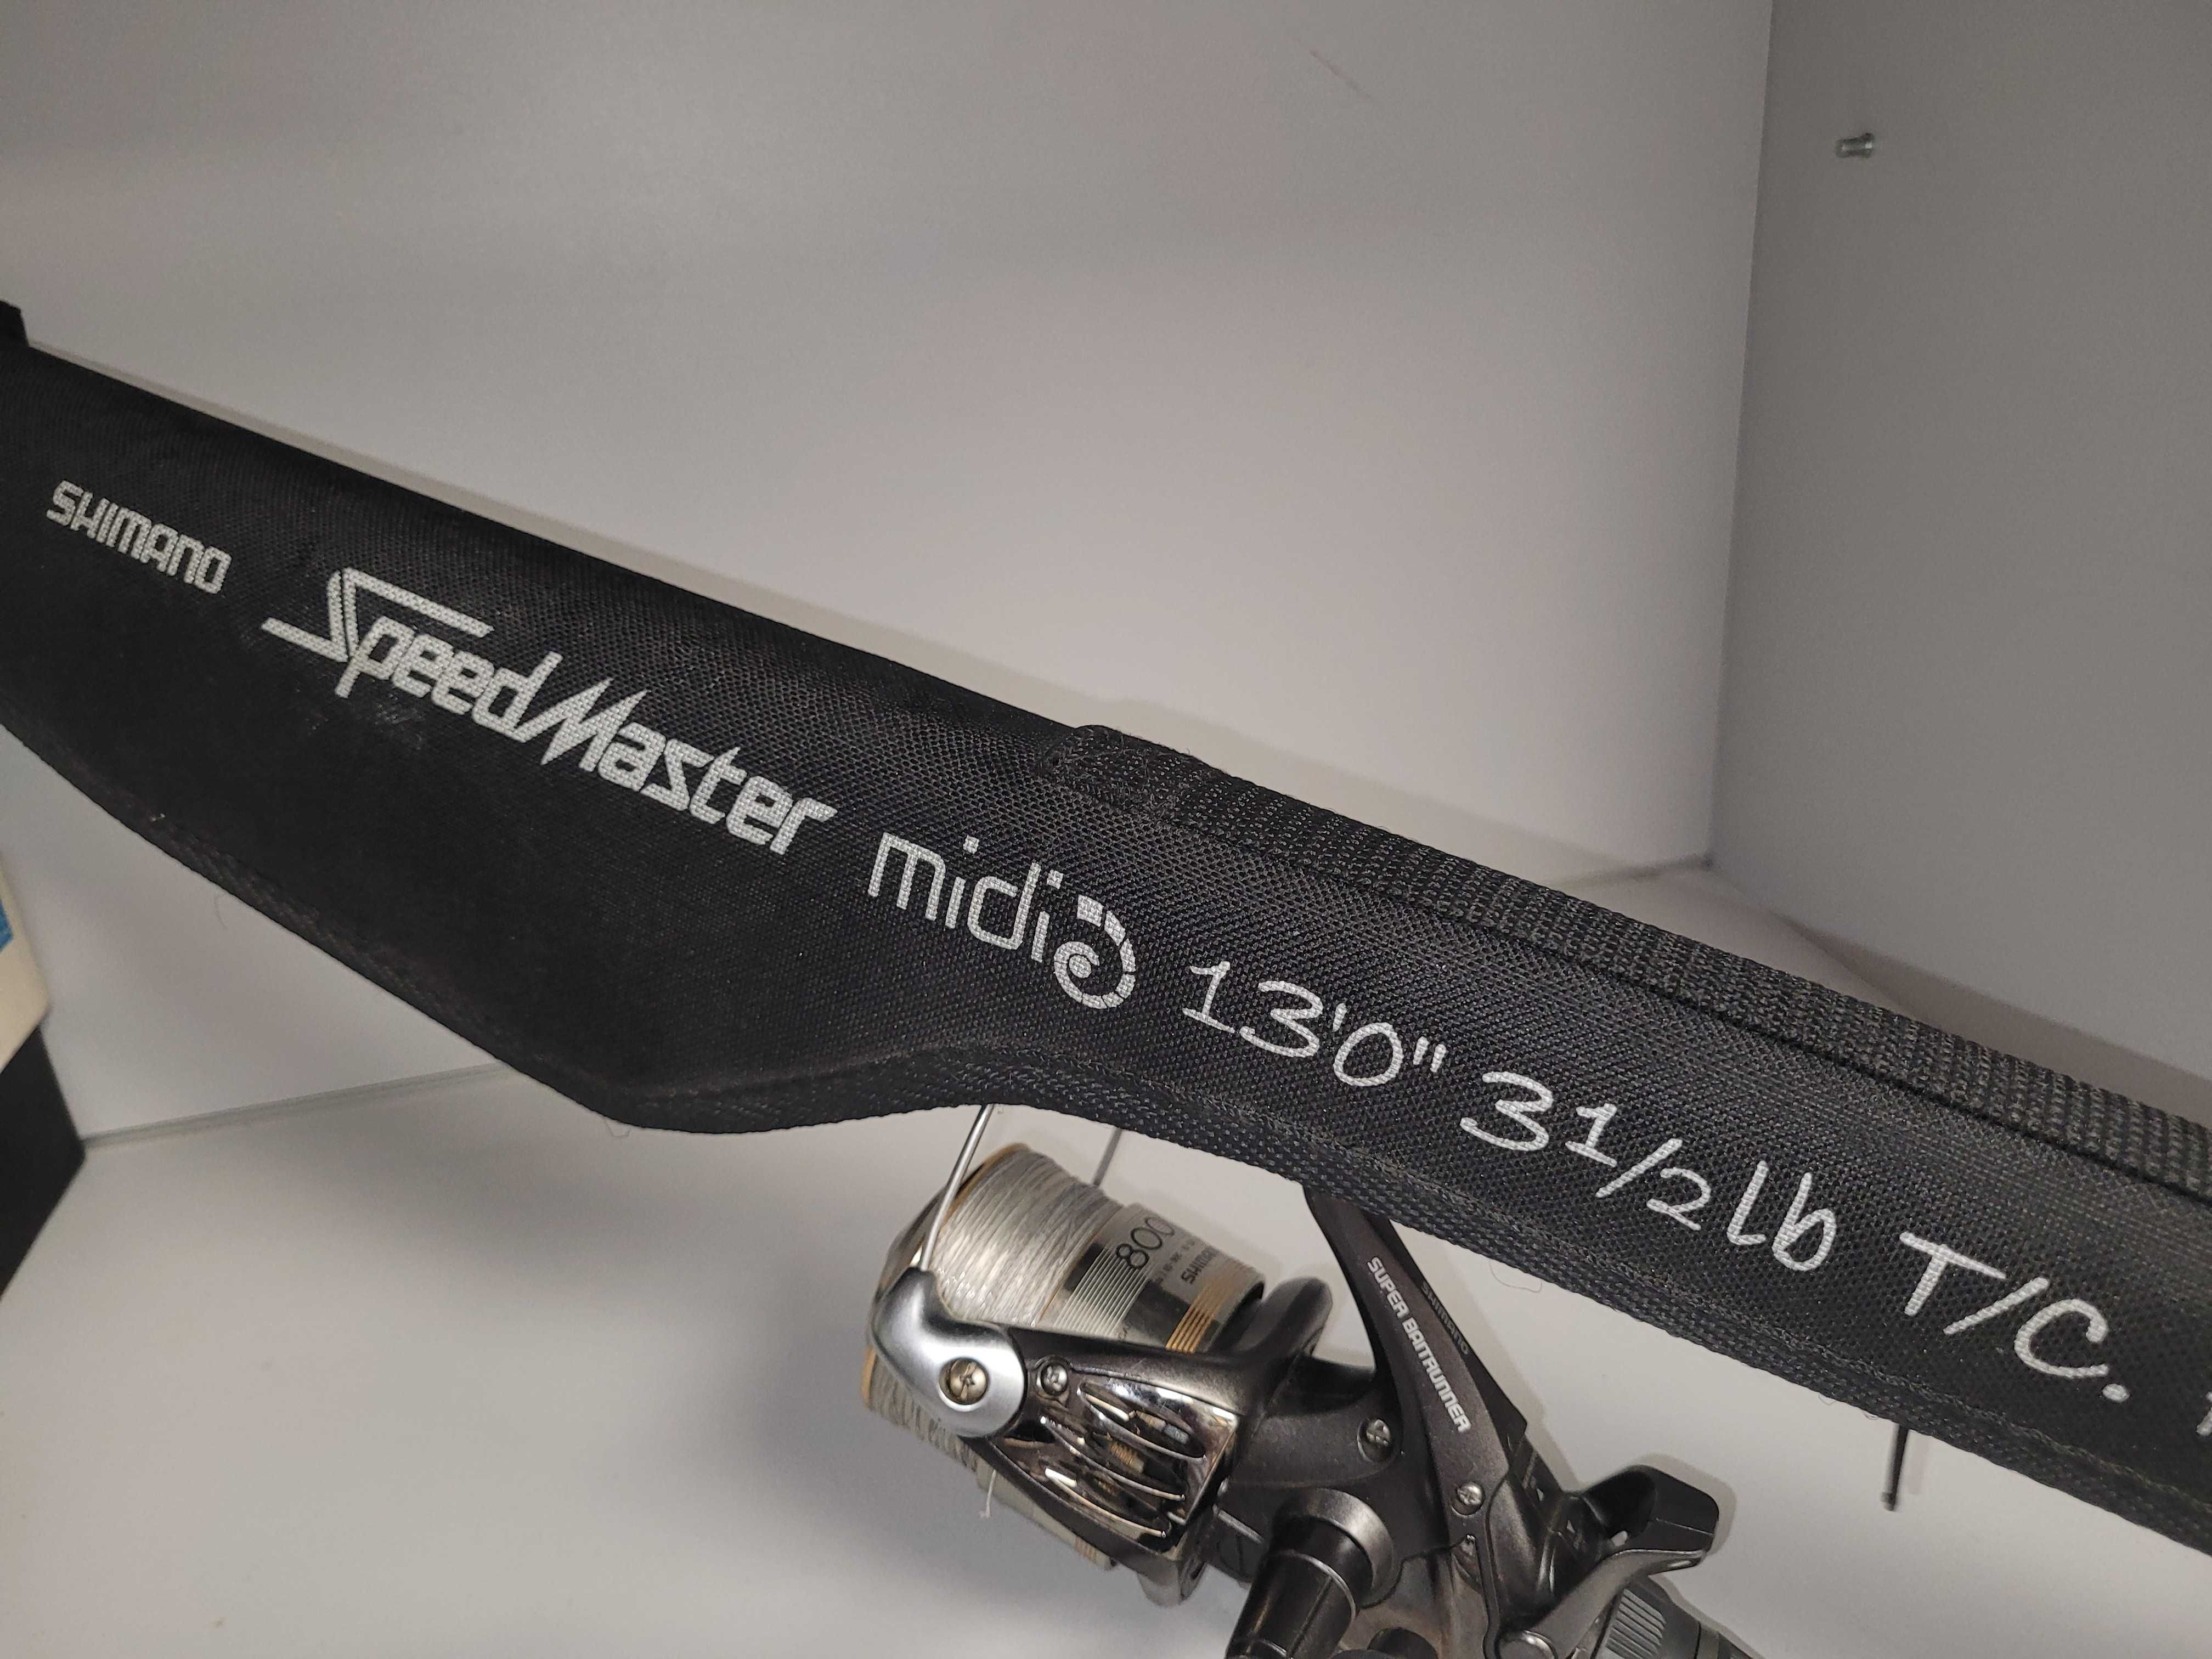 SHIMANO SpeedMaster midi 13'0" 3 1/2 lb T/C.
800
SHIMANO
SHIMANO
SUPER BAITRUNNER